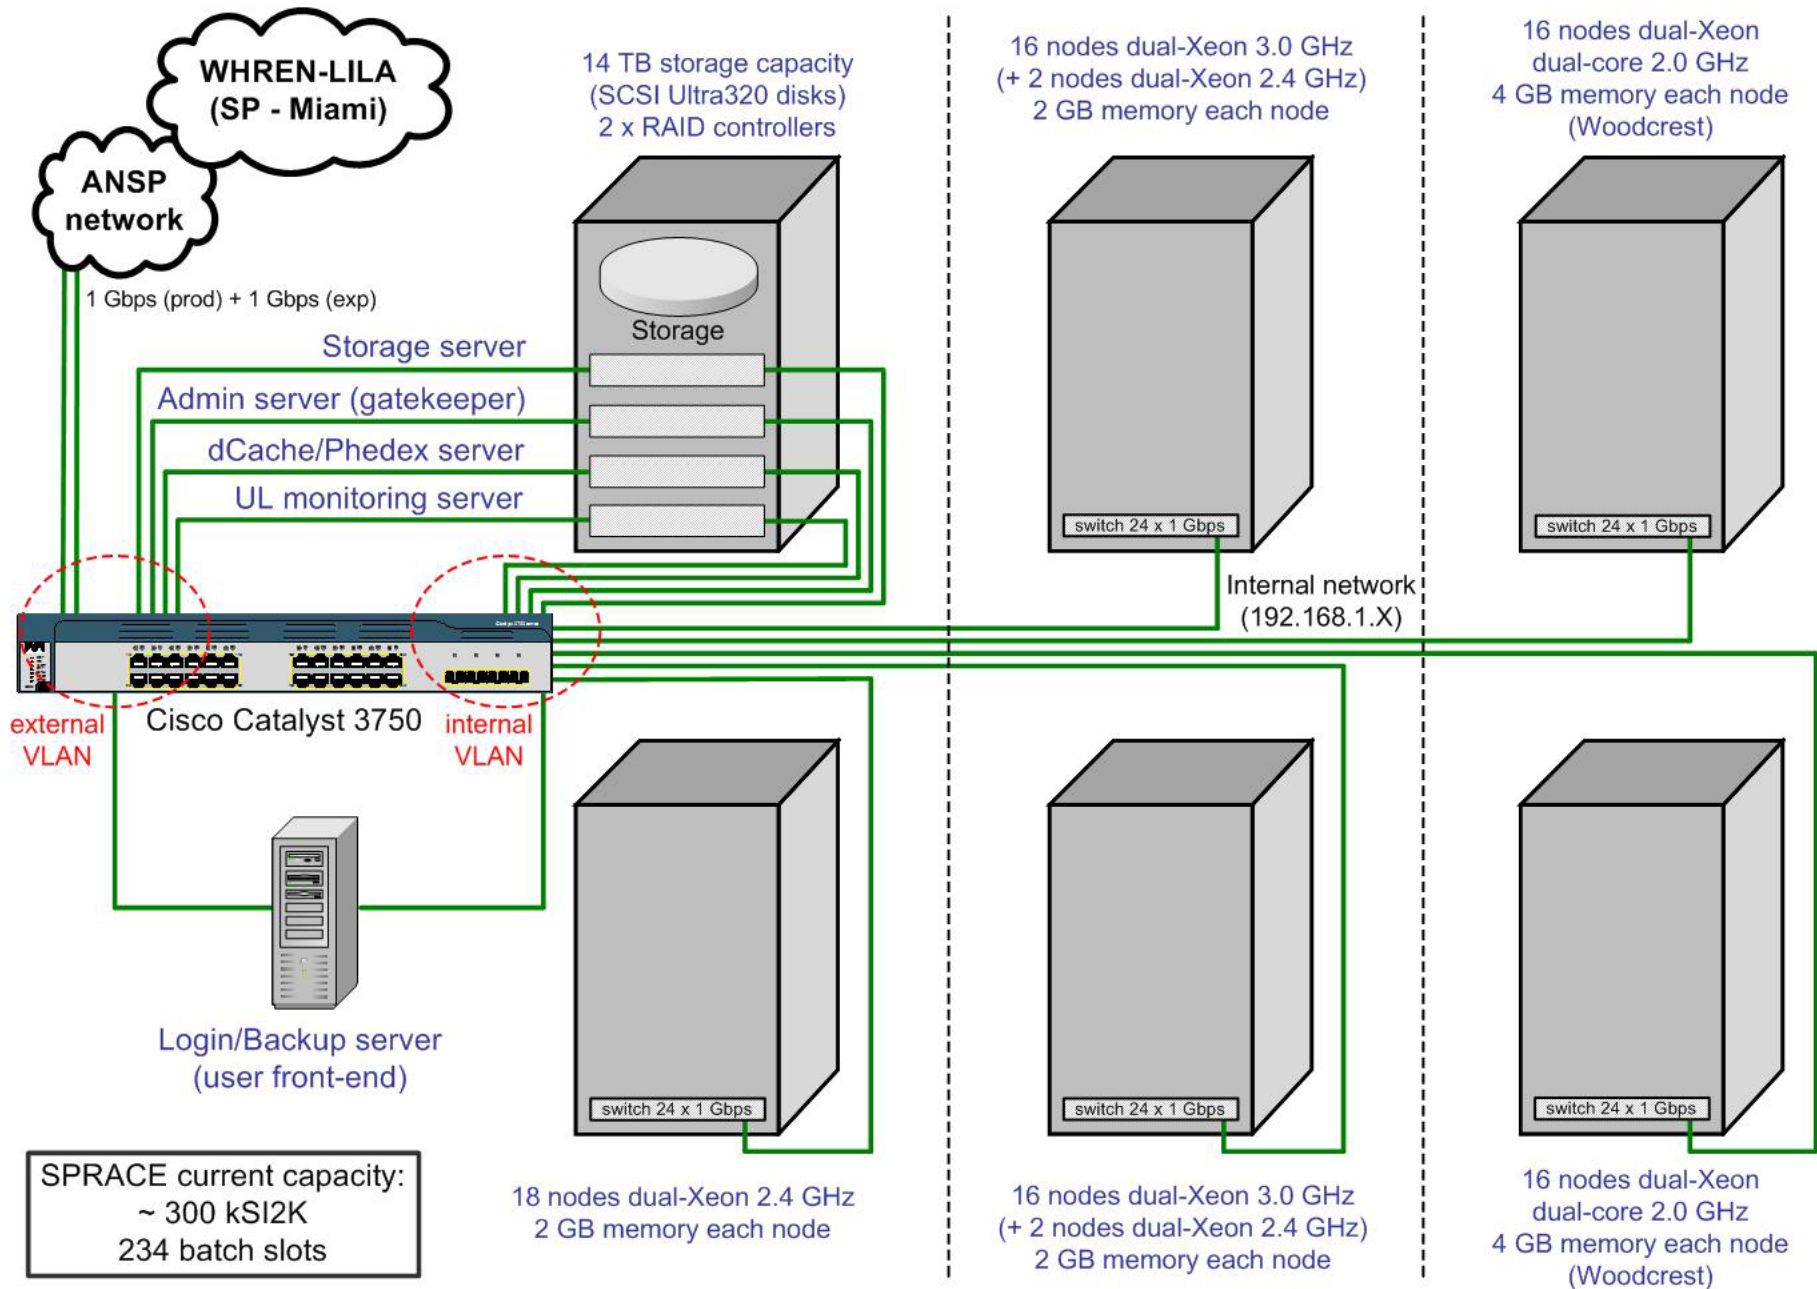 WHREN-LILA
(SP - Miami)
ANSP
network
1 Gbps (prod) + 1 Gbps (exp)
14 TB storage capacity
(SCSI Ultra320 disks)
2 x RAID controllers
Storage
Storage server
Admin server (gatekeeper)
dCache/Phedex server
UL monitoring server
16 nodes dual-Xeon 3.0 GHz
(+ 2 nodes dual-Xeon 2.4 GHz)
2 GB memory each node
switch 24 x 1 Gbps
16 nodes dual-Xeon
dual-core 2.0 GHz
4 GB memory each node
(Woodcrest)
switch 24 x 1 Gbps
Internal network
(192.168.1.X)
external
VLAN
Cisco Catalyst 3750
internal
VLAN
Login/Backup server
(user front-end)
SPRACE current capacity:
~ 300 kSI2K
234 batch slots
switch 24 x 1 Gbps
18 nodes dual-Xeon 2.4 GHz
2 GB memory each node
switch 24 x 1 Gbps
16 nodes dual-Xeon 3.0 GHz
(+ 2 nodes dual-Xeon 2.4 GHz)
2 GB memory each node
switch 24 x 1 Gbps
16 nodes dual-Xeon
dual-core 2.0 GHz
4 GB memory each node
(Woodcrest)